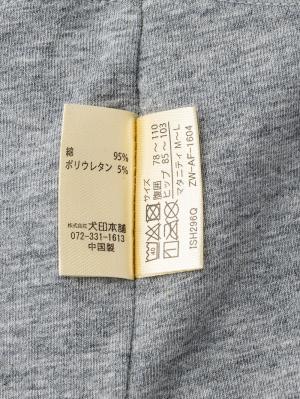 綿 95%
ポリウレタン 5%
株式会社 犬印本舗
072-331-1613
中国製
サイズ
腹囲 78 ~ 110
ヒップ 85 ~ 103
マタニティ M~L
ZW-AF-1604
ISH296Q
40